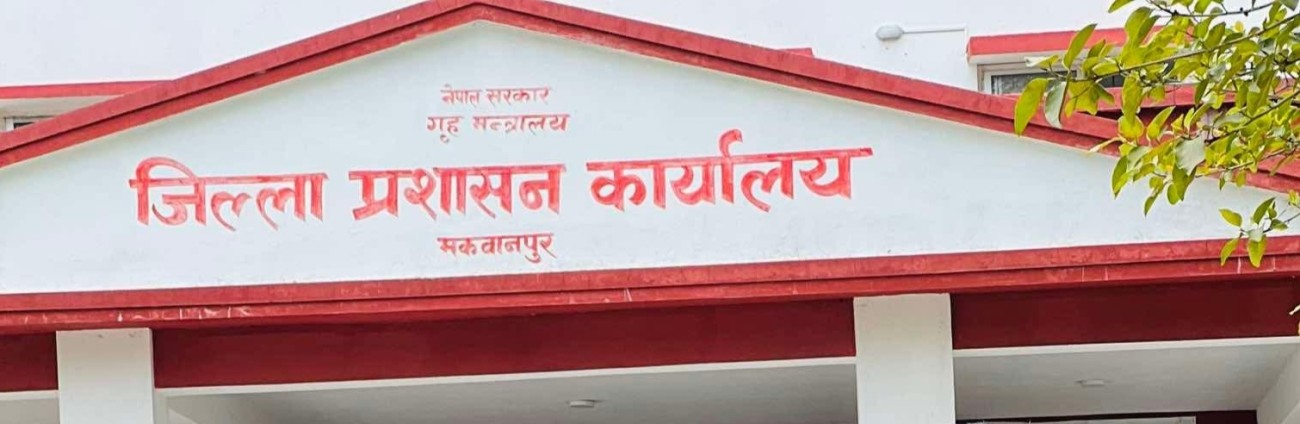 नेपाल सरकार
गृह मन्त्रालय
जिल्ला प्रशासन कार्यालय
मकवानपुर